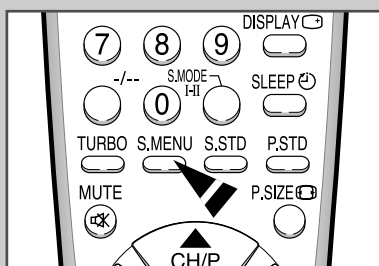 DISPLAY
7 8 9
-/-- S.MODE SLEEP
I-II
0
TURBO S.MENU S.STD P.STD
MUTE P.SIZE
CH/P